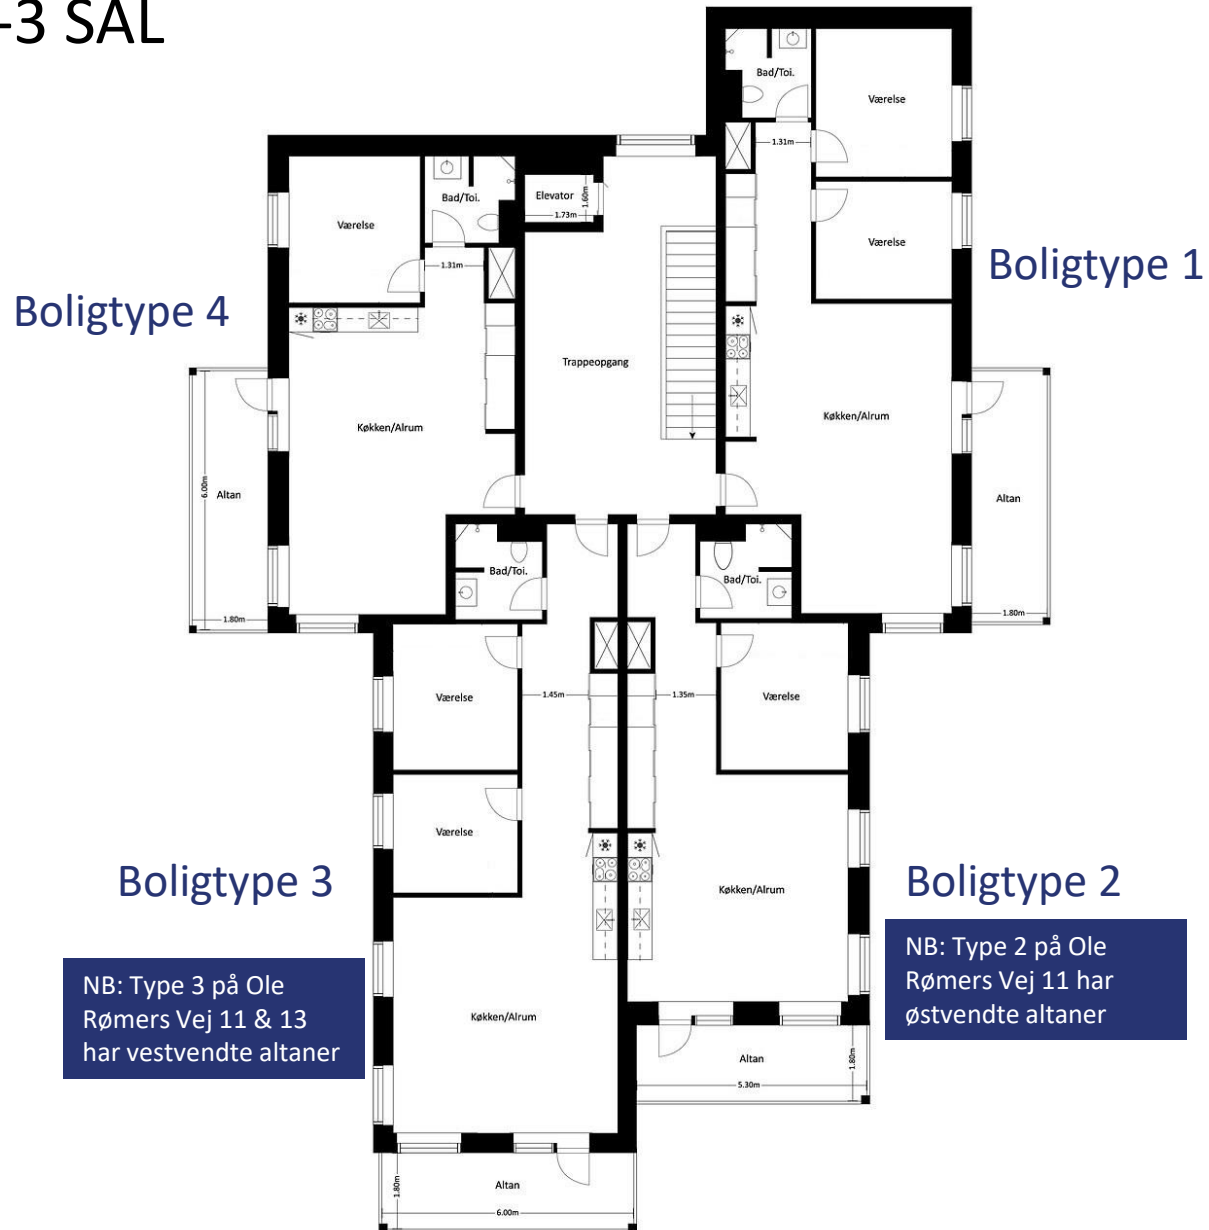 -3 SAL
Bad/Toi.
Værelse
1.31m
Værelse
Elevator
1.60m
1.73m
Værelse
Bad/Toi.
1.31m
Boligtype 1
Boligtype 4
Trappeopgang
Køkken/Alrum
Køkken/Alrum
6.00m
Altan
1.80m
Altan
1.80m
Bad/Toi.
Bad/Toi.
Værelse
1.45m
1.35m
Værelse
Værelse
Boligtype 3
Køkken/Alrum
Boligtype 2
NB: Type 2 på Ole
Rømers Vej 11 har
østvendte altaner
NB: Type 3 på Ole
Rømers Vej 11 & 13
har vestvendte altaner
Køkken/Alrum
Altan
1.80m
5.30m
Altan
1.80m
6.00m